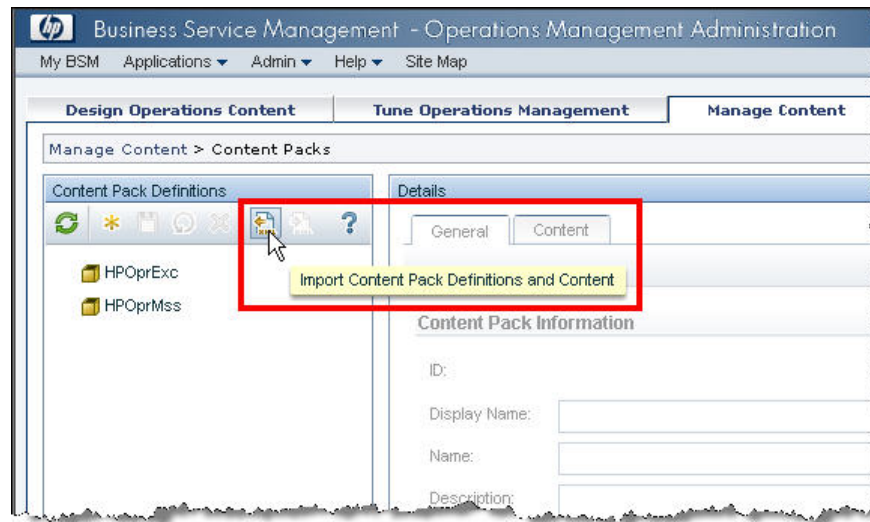 hp Business Service Management - Operations Management Administration
My BSM Applications Admin Help Site Map
Design Operations Content Tune Operations Management Manage Content
Manage Content > Content Packs
Content Pack Definitions
Details
?
General Content
HPOprExc
Import Content Pack Definitions and Content
HPOprMss
Content Pack Information
ID:
Display Name:
Name:
Description: